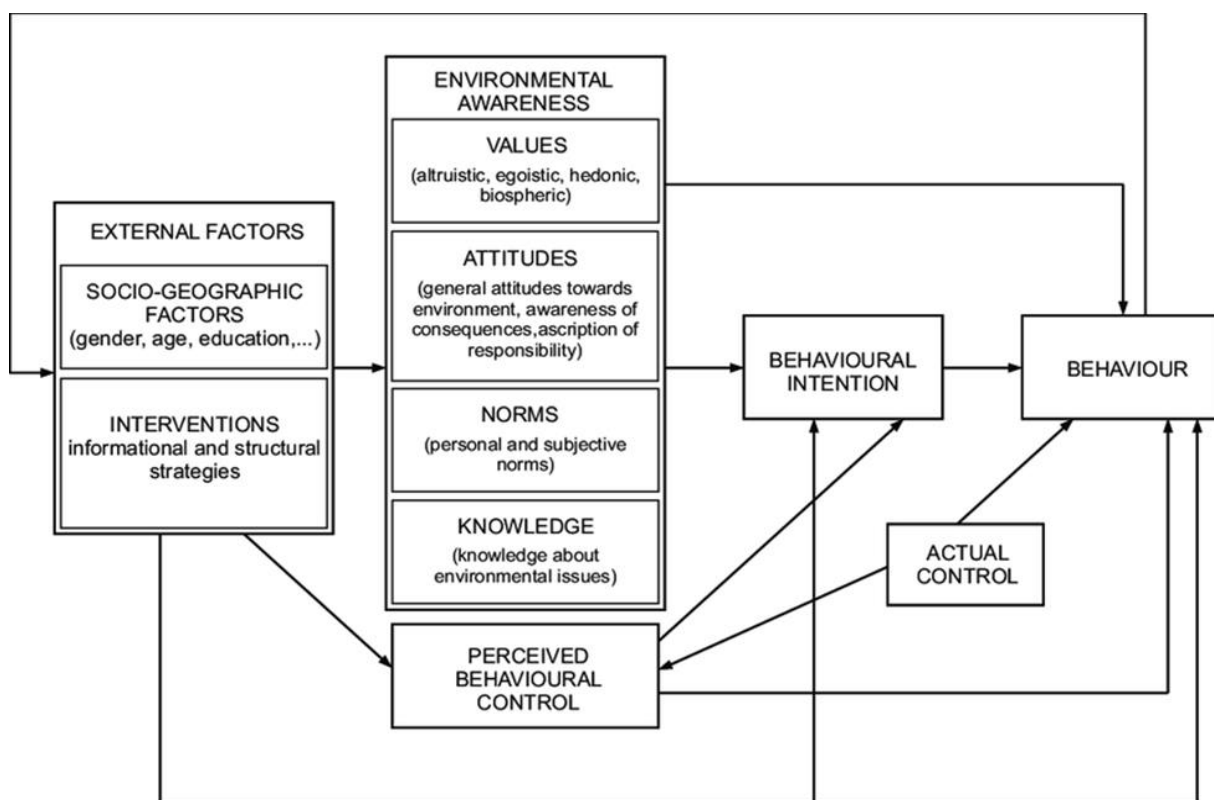 ENVIRONMENTAL
AWARENESS
VALUES
(altruistic, egoistic, hedonic,
biospheric)
EXTERNAL FACTORS
SOCIO-GEOGRAPHIC
FACTORS
(gender, age, education,...)
INTERVENTIONS
informational and structural
strategies
ATTITUDES
(general attitudes towards
environment, awareness of
consequences,ascription of
responsibility)
NORMS
(personal and subjective
norms)
KNOWLEDGE
(knowledge about
environmental issues)
PERCEIVED
BEHAVIOURAL
CONTROL
BEHAVIOURAL
INTENTION
BEHAVIOUR
ACTUAL
CONTROL